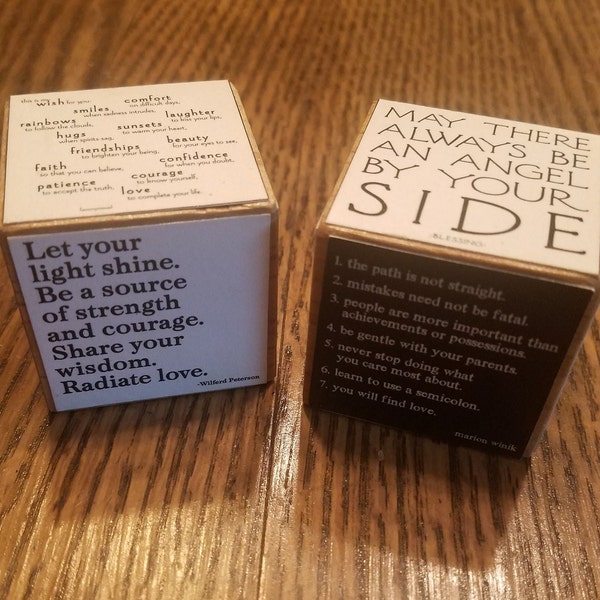 this is my wish for you:
comfort
on difficult days,
smiles
when sadness intrudes,
rainbows
to follow the clouds,
laughter
to kiss your lips,
sunsets
to warm your heart,
hugs
when spirits sag,
beauty
for your eyes to see,
friendships
to brighten your being,
faith
so that you can believe,
confidence
for when you doubt,
courage
to know yourself,
patience
to accept the truth,
love
to complete your life.
Let your
light shine.
Be a source
of strength
and courage.
Share your
wisdom.
Radiate love.
-Wilferd Peterson
MAY THERE
ALWAYS BE
AN ANGEL
BY YOUR
SIDE
-BLESSING-
1. the path is not straight.
2. mistakes need not be fatal.
3. people are more important than
achievements or possessions.
4. be gentle with your parents.
5. never stop doing what
you care most about.
6. learn to use a semicolon.
7. you will find love.
marion winik